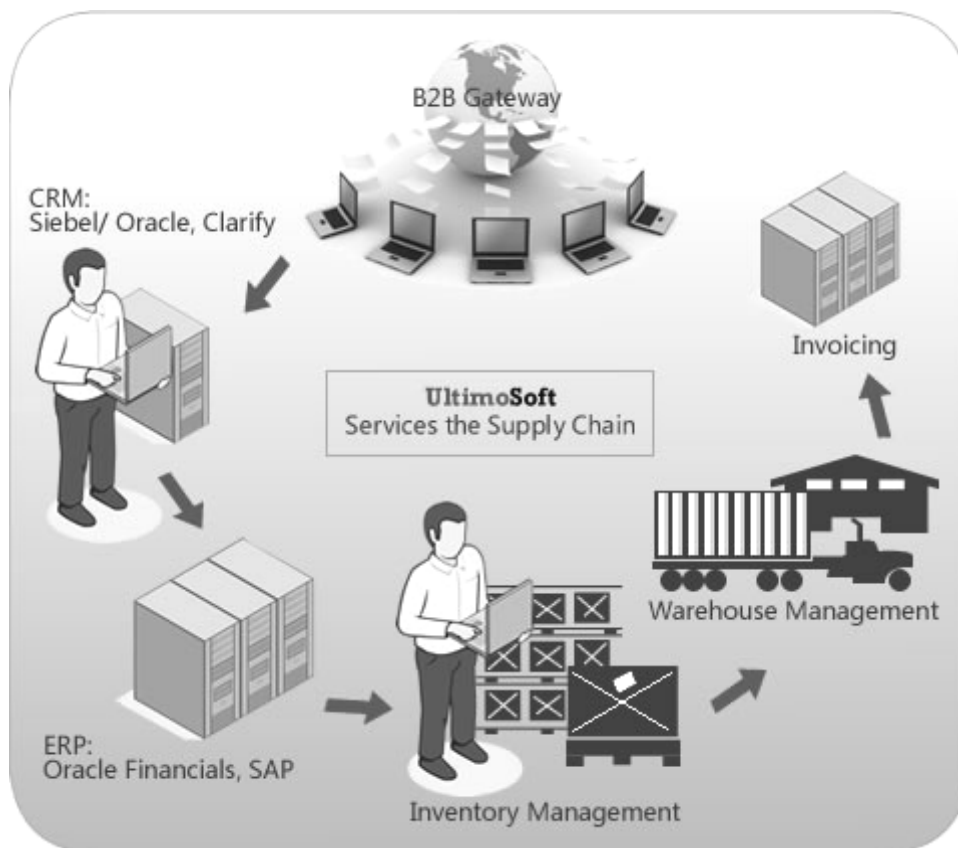 B2B Gateway
CRM:
Siebel/ Oracle, Clarify
Invoicing
UltimoSoft
Services the Supply Chain
Warehouse Management
ERP:
Oracle Financials, SAP
Inventory Management